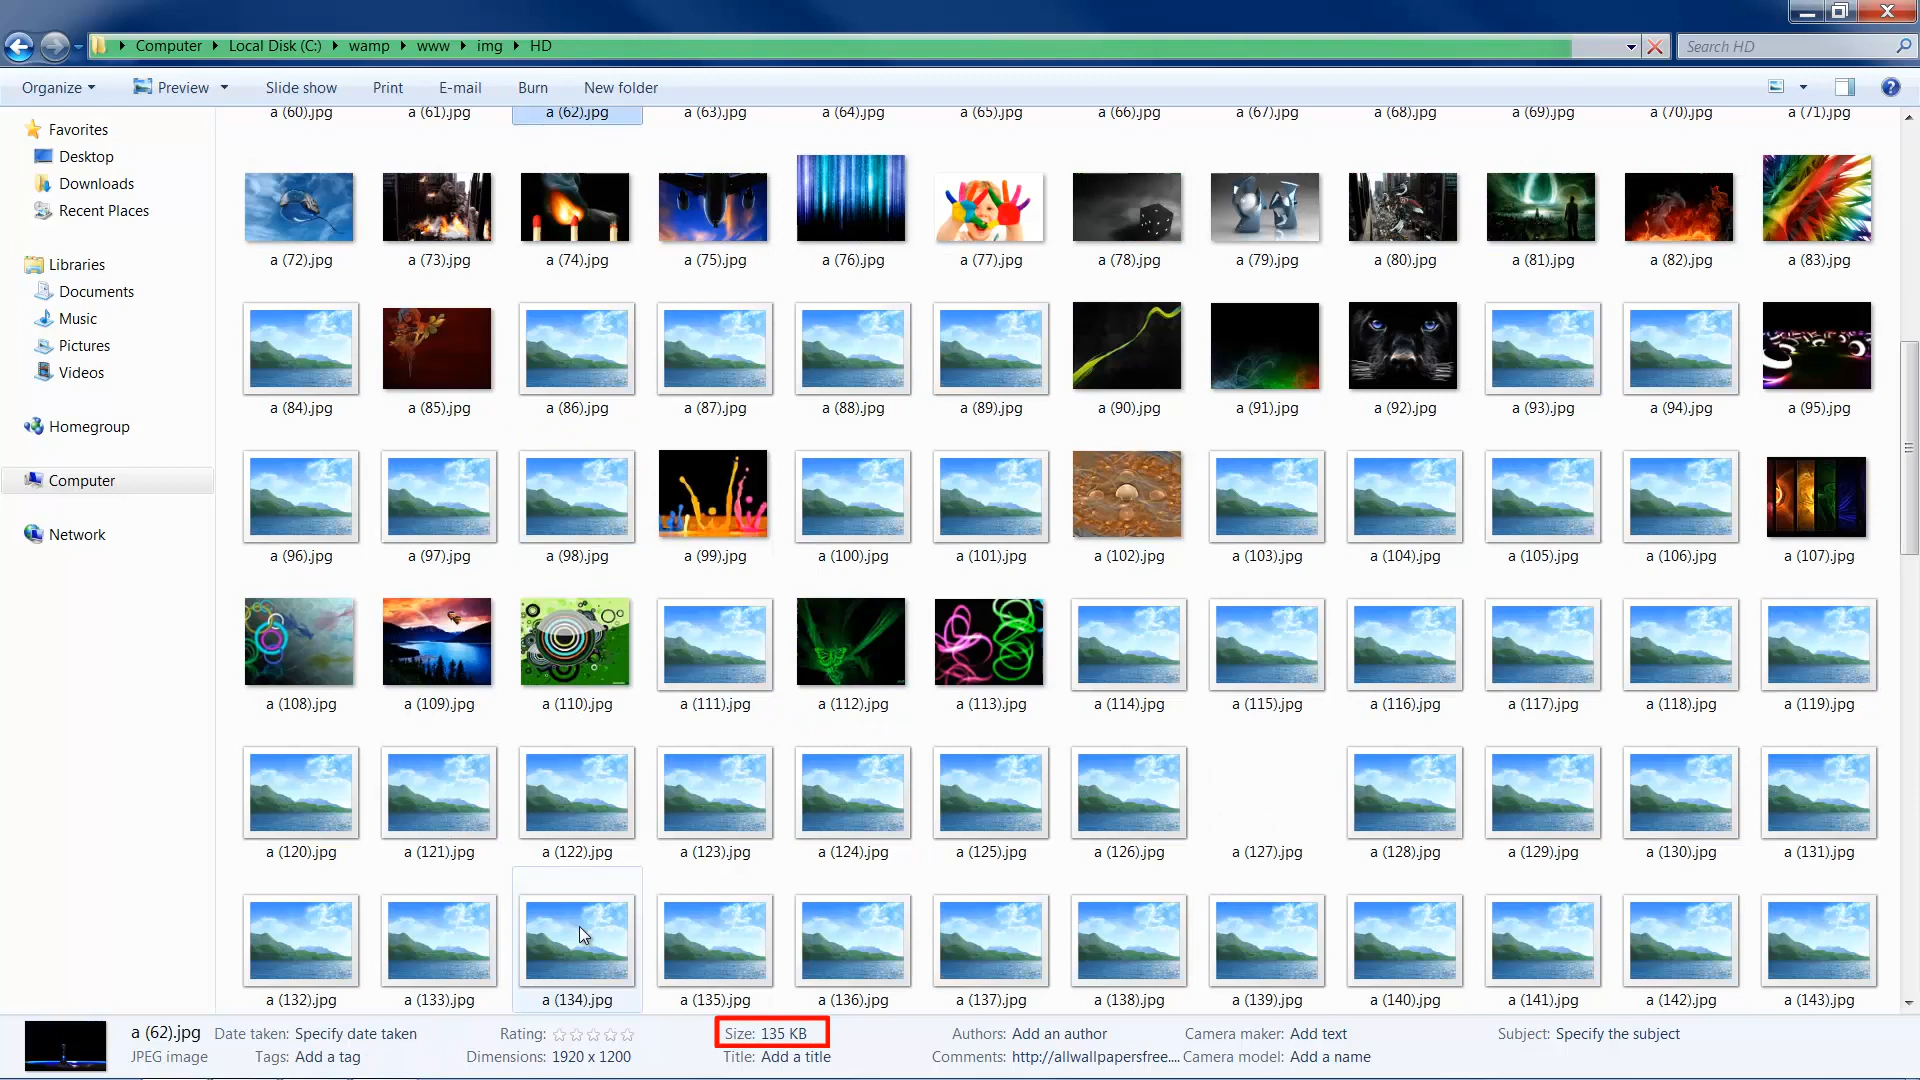 Computer Local Disk (C:) wamp www img HD Search HD
Organize Preview Slide show Print E-mail Burn New folder
Favorites
Desktop
Downloads
Recent Places
Libraries
Documents
Music
Pictures
Videos
Homegroup
Computer
Network
a (60).jpg a (61).jpg a (62).jpg a (63).jpg a (64).jpg a (65).jpg a (66).jpg a (67).jpg a (68).jpg a (69).jpg a (70).jpg a (71).jpg
a (72).jpg a (73).jpg a (74).jpg a (75).jpg a (76).jpg a (77).jpg a (78).jpg a (79).jpg a (80).jpg a (81).jpg a (82).jpg a (83).jpg
a (84).jpg a (85).jpg a (86).jpg a (87).jpg a (88).jpg a (89).jpg a (90).jpg a (91).jpg a (92).jpg a (93).jpg a (94).jpg a (95).jpg
a (96).jpg a (97).jpg a (98).jpg a (99).jpg a (100).jpg a (101).jpg a (102).jpg a (103).jpg a (104).jpg a (105).jpg a (106).jpg a (107).jpg
a (108).jpg a (109).jpg a (110).jpg a (111).jpg a (112).jpg a (113).jpg a (114).jpg a (115).jpg a (116).jpg a (117).jpg a (118).jpg a (119).jpg
a (120).jpg a (121).jpg a (122).jpg a (123).jpg a (124).jpg a (125).jpg a (126).jpg a (127).jpg a (128).jpg a (129).jpg a (130).jpg a (131).jpg
a (132).jpg a (133).jpg a (134).jpg a (135).jpg a (136).jpg a (137).jpg a (138).jpg a (139).jpg a (140).jpg a (141).jpg a (142).jpg a (143).jpg
a (62).jpg Date taken: Specify date taken Rating: Size: 135 KB Authors: Add an author Camera maker: Add text Subject: Specify the subject
JPEG image Tags: Add a tag Dimensions: 1920 x 1200 Title: Add a title Comments: http://allwallpapersfree.... Camera model: Add a name